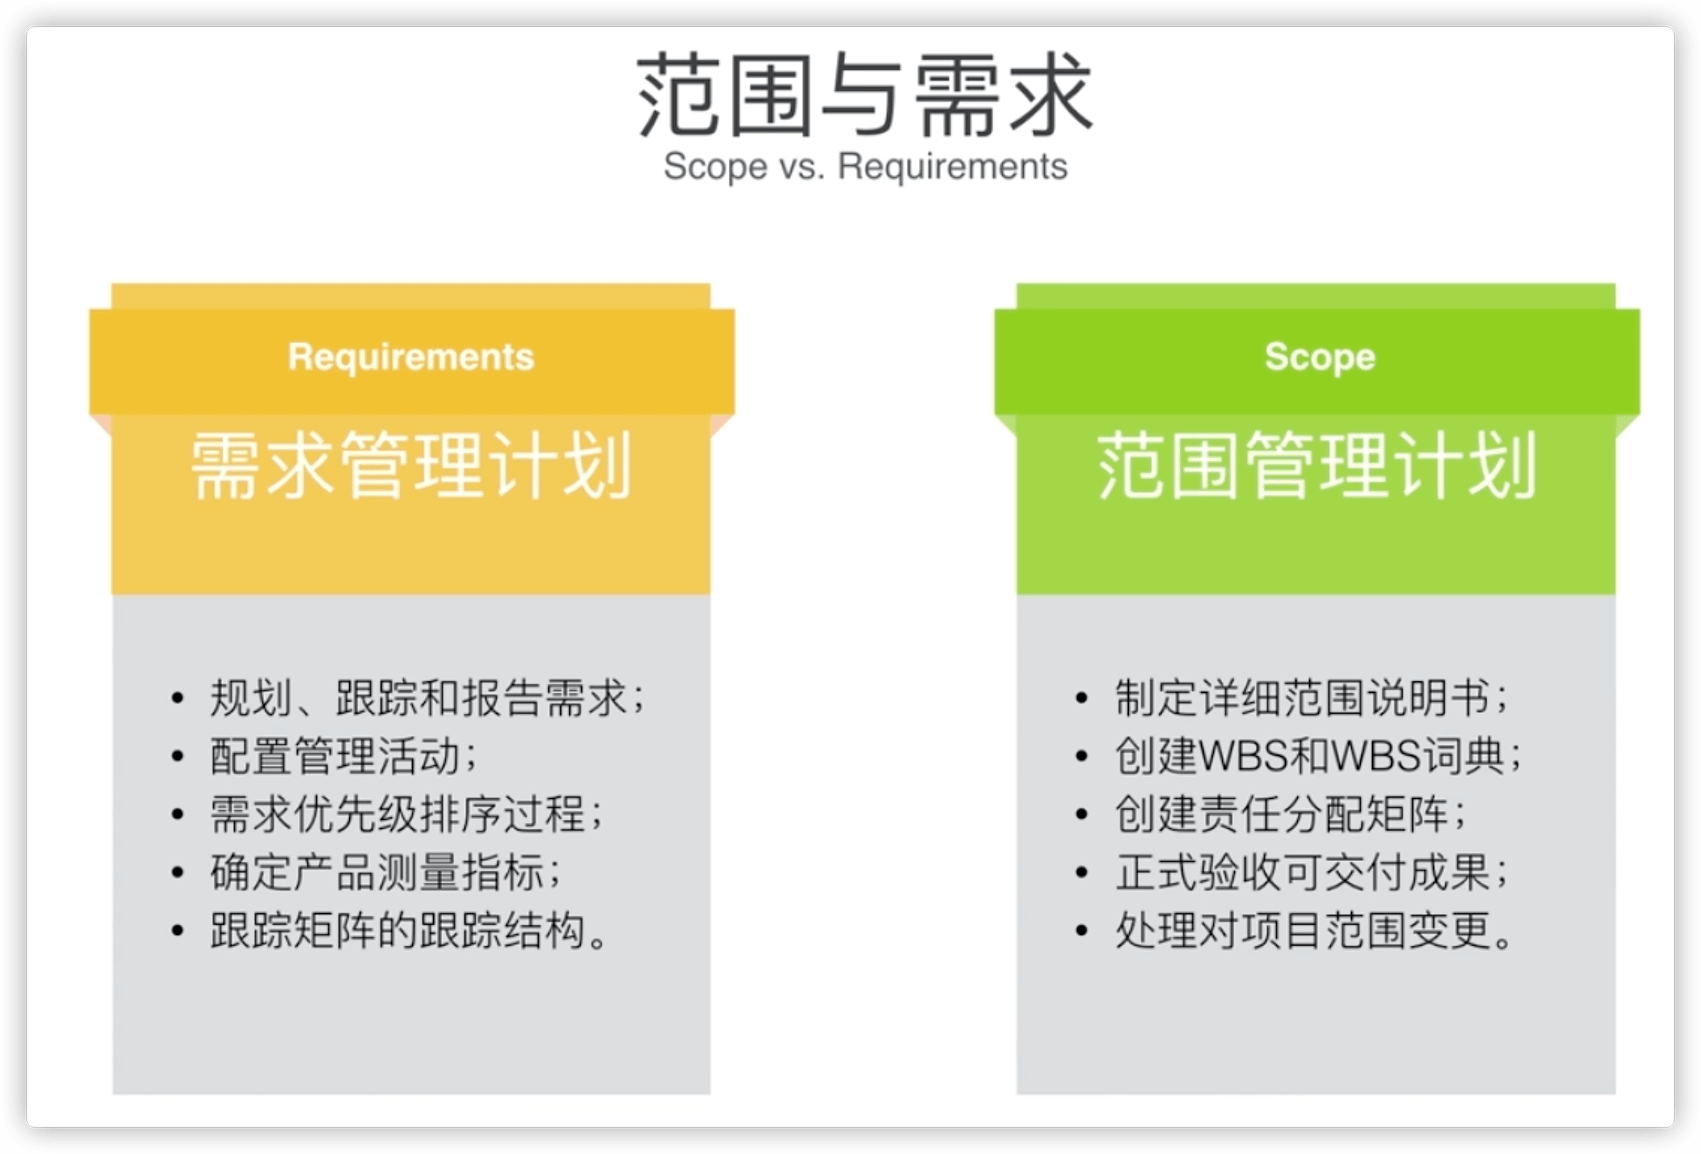 范围与需求
Scope vs. Requirements
Requirements
需求管理计划
• 规划、跟踪和报告需求；
• 配置管理活动；
• 需求优先级排序过程；
• 确定产品测量指标；
• 跟踪矩阵的跟踪结构。
Scope
范围管理计划
• 制定详细范围说明书；
• 创建WBS和WBS词典；
• 创建责任分配矩阵；
• 正式验收可交付成果；
• 处理对项目范围变更。